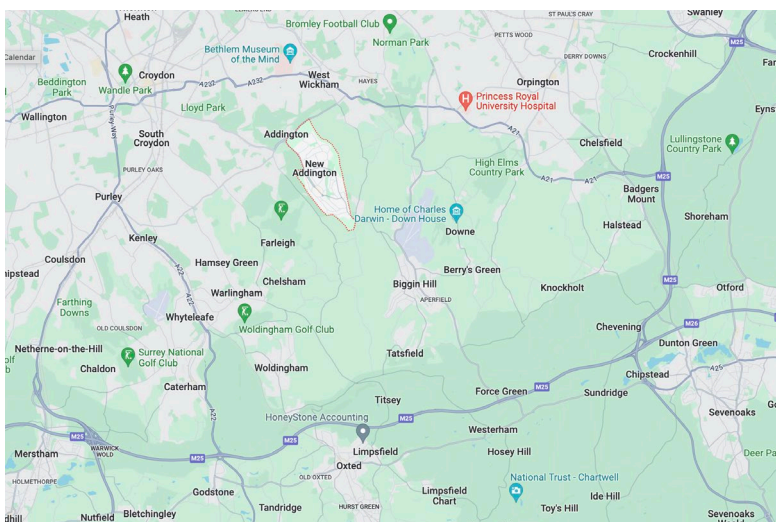 Heath
Bromley Football Club
Norman Park
ST PAUL'S CRAY
Swanley
PETTS WOOD
M25
Calendar
Bethlem Museum
of the Mind
DERRY DOWNS
Crockenhill
Beddington
Park
Croydon
Wandle Park
A232
A232
West
Wickham
HAYES
Orpington
Wallington
Lloyd Park
Princess Royal
University Hospital
South
Croydon
Addington
A21
Chelsfield
Lullingstone
Country Park
PURLEY OAKS
New
Addington
High Elms
Country Park
A21
A21
M25
Badgers
Mount
Purley
Home of Charles
Darwin - Down House
Downe
Halstead
Shoreham
Kenley
Farleigh
Coulsdon
Hamsey Green
Berry's Green
A22
Chelsham
Biggin Hill
Knockholt
M25
Otford
Warlingham
APERFIELD
Farthing
Downs
Whyteleafe
OLD COULSDON
Woldingham Golf Club
Chevening
M26
Dunton Green
Netherne-on-the-Hill
Surrey National
Golf Club
Chaldon
Tatsfield
Woldingham
Chipstead
A25
Caterham
Force Green
M25
Sundridge
Titsey
A22
HoneyStone Accounting
M25
Sevenoaks
M25
M25
Westerham
WARWICK
WOLD
Merstham
Limpsfield
Hosey Hill
M25
Oxted
OLD OXTED
HOLMETHORPE
National Trust - Chartwell
Godstone
Limpsfield
Chart
Ide Hill
Tandridge
HURST GREEN
Toy's Hill
Nutfield
Bletchingley
Sevenoaks